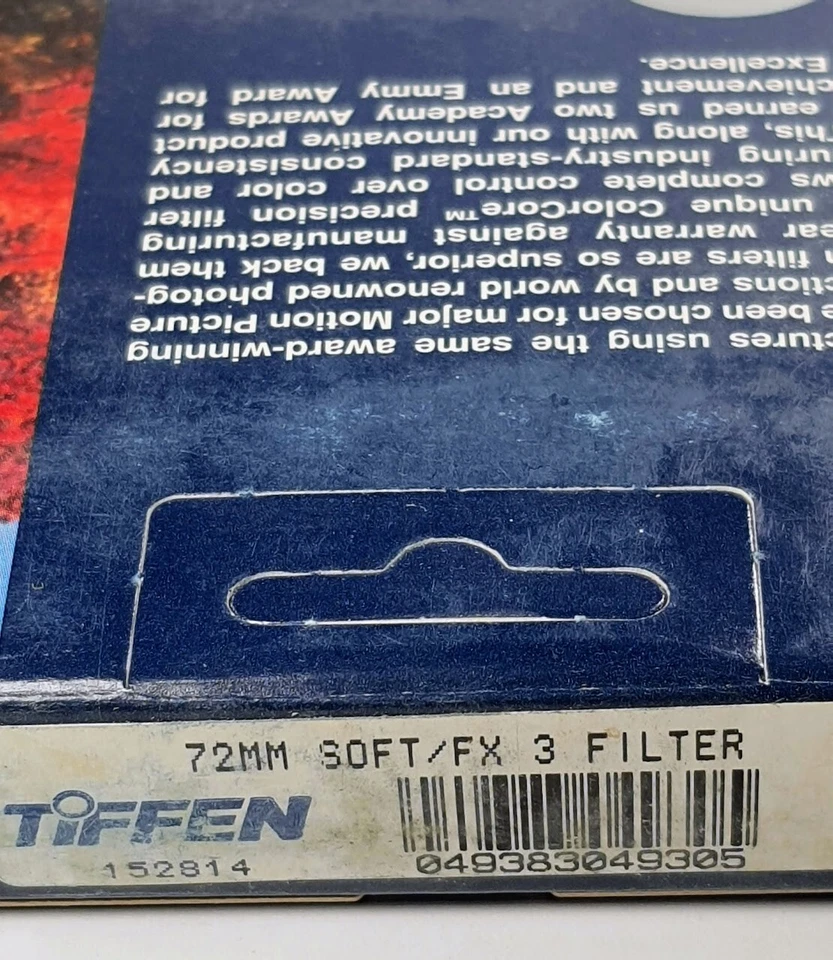 ctures using the same award-winning
e been chosen for major Motion Picture
ctions and by world renowned photog-
n filters are so superior, we back them
ear warranty against manufacturing
unique ColorCore™ precision filter
ws complete control over color and
uring industry-standard consistency
his, along with our innovative product
earned us two Academy Awards for
chievement and an Emmy Award for
Excellence.
72MM SOFT/FX 3 FILTER
TIFFEN
152814
049383049305